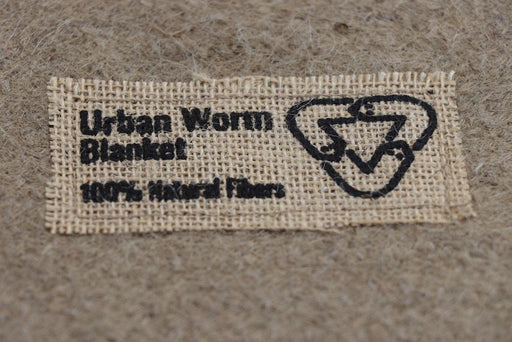 Urban Worm
Blanket
100% Natural Fibers